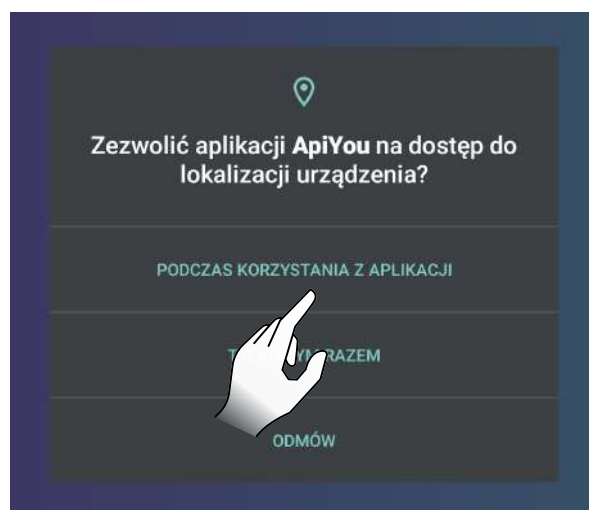 Zezwolić aplikacji ApiYou na dostęp do
lokalizacji urządzenia?
PODCZAS KORZYSTANIA Z APLIKACJI
RAZEM
ODMÓW